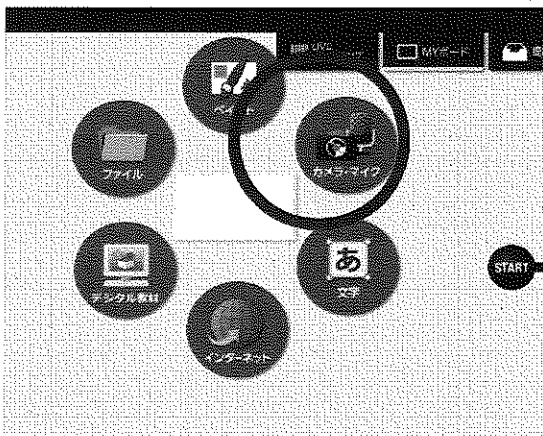 LIVE
MYボード
ペイント
ファイル
カメラ・マイク
デジタル教材
あ
文字
START
インターネット